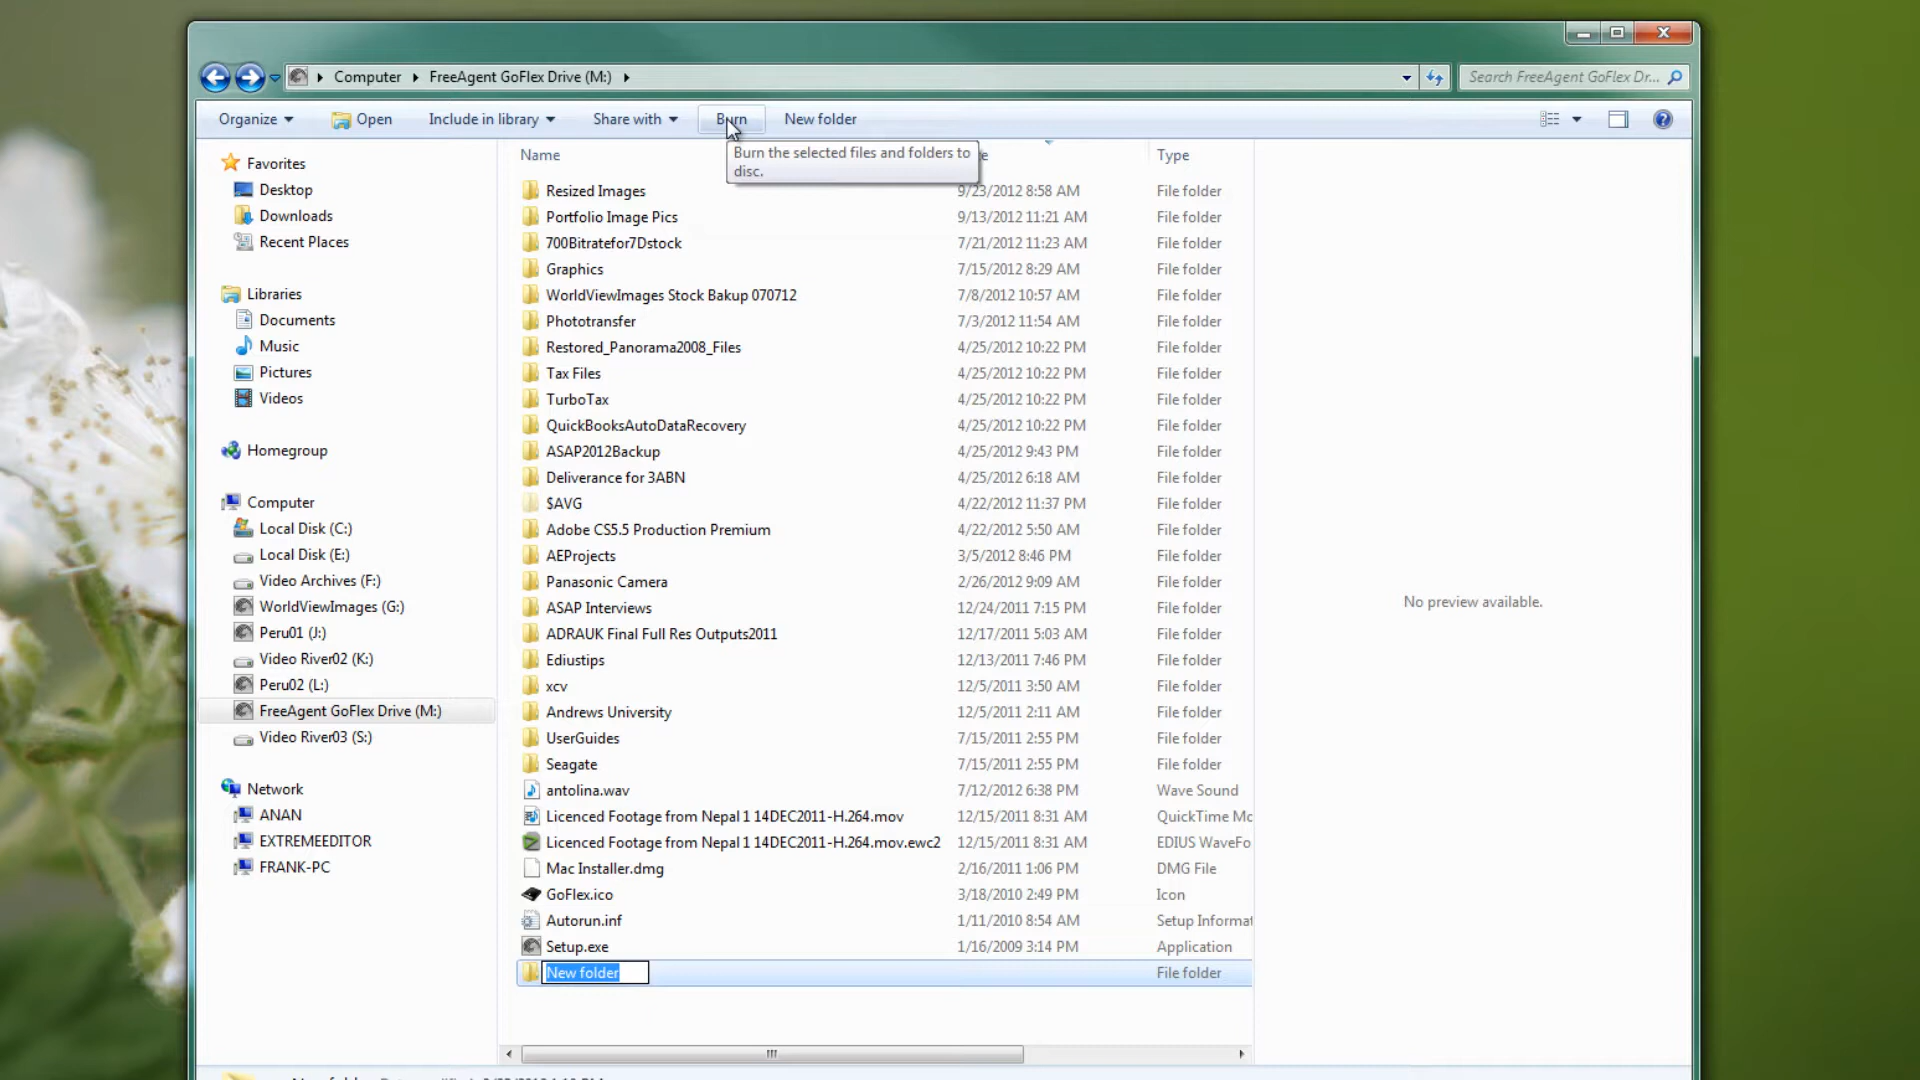 Computer FreeAgent GoFlex Drive (M:) Search FreeAgent GoFlex Dr...
Organize Open Include in library Share with Burn New folder
Burn the selected files and folders to
disc.
Name Type
Favorites
Desktop
Downloads
Recent Places
Libraries
Documents
Music
Pictures
Videos
Homegroup
Computer
Local Disk (C:)
Local Disk (E:)
Video Archives (F:)
WorldViewImages (G:)
Peru01 (J:)
Video River02 (K:)
Peru02 (L:)
FreeAgent GoFlex Drive (M:)
Video River03 (S:)
Network
ANAN
EXTREMEEDITOR
FRANK-PC
Resized Images 9/23/2012 8:58 AM File folder
Portfolio Image Pics 9/13/2012 11:21 AM File folder
700Bitratefor7Dstock 7/21/2012 11:23 AM File folder
Graphics 7/15/2012 8:29 AM File folder
WorldViewImages Stock Bakup 070712 7/8/2012 10:57 AM File folder
Phototransfer 7/3/2012 11:54 AM File folder
Restored_Panorama2008_Files 4/25/2012 10:22 PM File folder
Tax Files 4/25/2012 10:22 PM File folder
TurboTax 4/25/2012 10:22 PM File folder
QuickBooksAutoDataRecovery 4/25/2012 10:22 PM File folder
ASAP2012Backup 4/25/2012 9:43 PM File folder
Deliverance for 3ABN 4/25/2012 6:18 AM File folder
$AVG 4/22/2012 11:37 PM File folder
Adobe CS5.5 Production Premium 4/22/2012 5:50 AM File folder
AEProjects 3/5/2012 8:46 PM File folder
Panasonic Camera 2/26/2012 9:09 AM File folder
ASAP Interviews 12/24/2011 7:15 PM File folder
ADRAUK Final Full Res Outputs2011 12/17/2011 5:03 AM File folder
Ediustips 12/13/2011 7:46 PM File folder
xcv 12/5/2011 3:50 AM File folder
Andrews University 12/5/2011 2:11 AM File folder
UserGuides 7/15/2011 2:55 PM File folder
Seagate 7/15/2011 2:55 PM File folder
antolina.wav 7/12/2012 6:38 PM Wave Sound
Licenced Footage from Nepal 1 14DEC2011-H.264.mov 12/15/2011 8:31 AM QuickTime Mc
Licenced Footage from Nepal 1 14DEC2011-H.264.mov.ewc2 12/15/2011 8:31 AM EDIUS WaveFo
Mac Installer.dmg 2/16/2011 1:06 PM DMG File
GoFlex.ico 3/18/2010 2:49 PM Icon
Autorun.inf 1/11/2010 8:54 AM Setup Informat
Setup.exe 1/16/2009 3:14 PM Application
New folder File folder
No preview available.